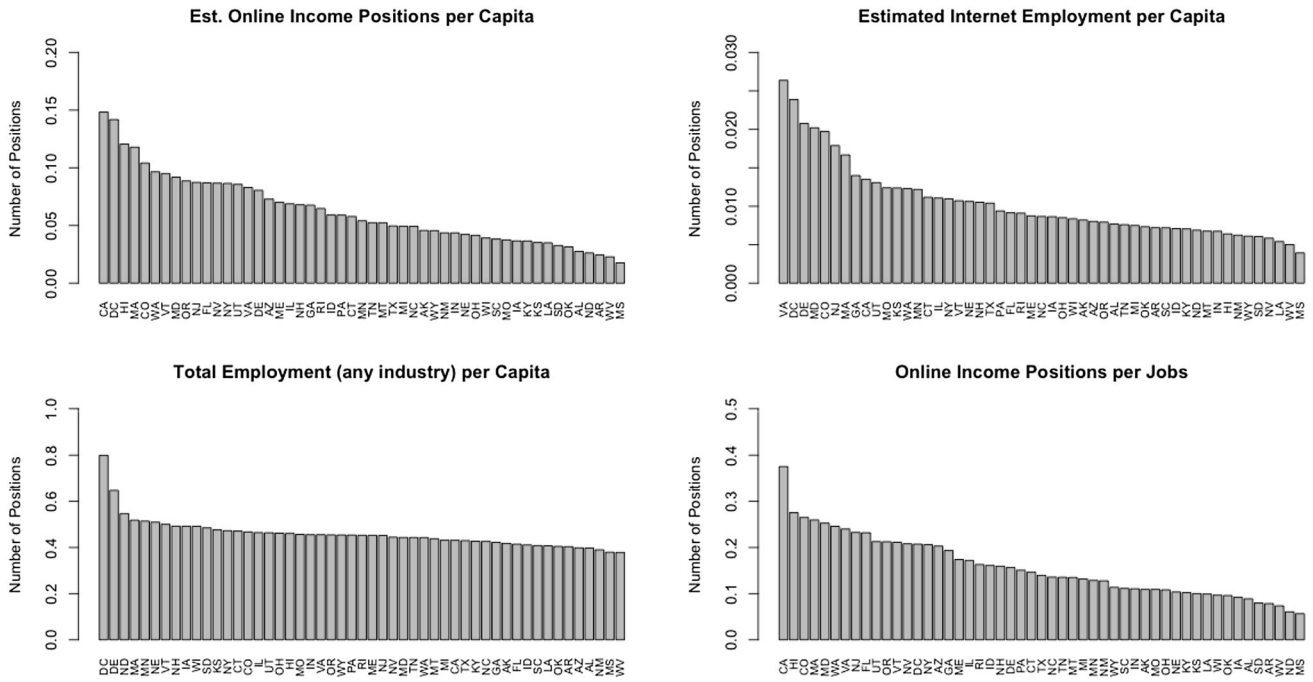 Est. Online Income Positions per Capita
Number of Positions
0.20
0.15
0.10
0.05
0.00
CA DC HI MA CO WA VT MD OR NJ FL NV NY UT VA DE AZ ME IL NH GA RI ID PA CT MN TN MT TX MI NC AK WY NM IN NE OH WI SC MO IA KY KS LA SD OK AL ND AR WV MS
Estimated Internet Employment per Capita
Number of Positions
0.030
0.020
0.010
0.000
VA DC DE MD CO NJ MA GA CA UT MO KS WA MN CT IL NY VT NE NH TX PA FL RI ME NC IA OH WI AK AZ OR AL TN MI OK AR SC ID KY ND MT IN HI NM WY SD NV LA WV MS
Total Employment (any industry) per Capita
Number of Positions
1.0
0.8
0.6
0.4
0.2
0.0
DC DE ND MA MN NE VT NH IA WI SD KS NY CT CO IL UT OH HI MO IN VA OR WY PA RI ME NJ NV MD TN WA MT MI CA TX KY NC GA AK FL ID SC LA OK AR AZ AL NM MS WV
Online Income Positions per Jobs
Number of Positions
0.5
0.4
0.3
0.2
0.1
0.0
CA HI CO MA MD WA VA NJ FL UT OR VT NV DC NY AZ GA ME IL RI ID NH DE PA CT TX NC TN MT MI MN NM WY SC IN AK MO OH NE KY KS LA WI OK IA AL SD AR WV ND MS